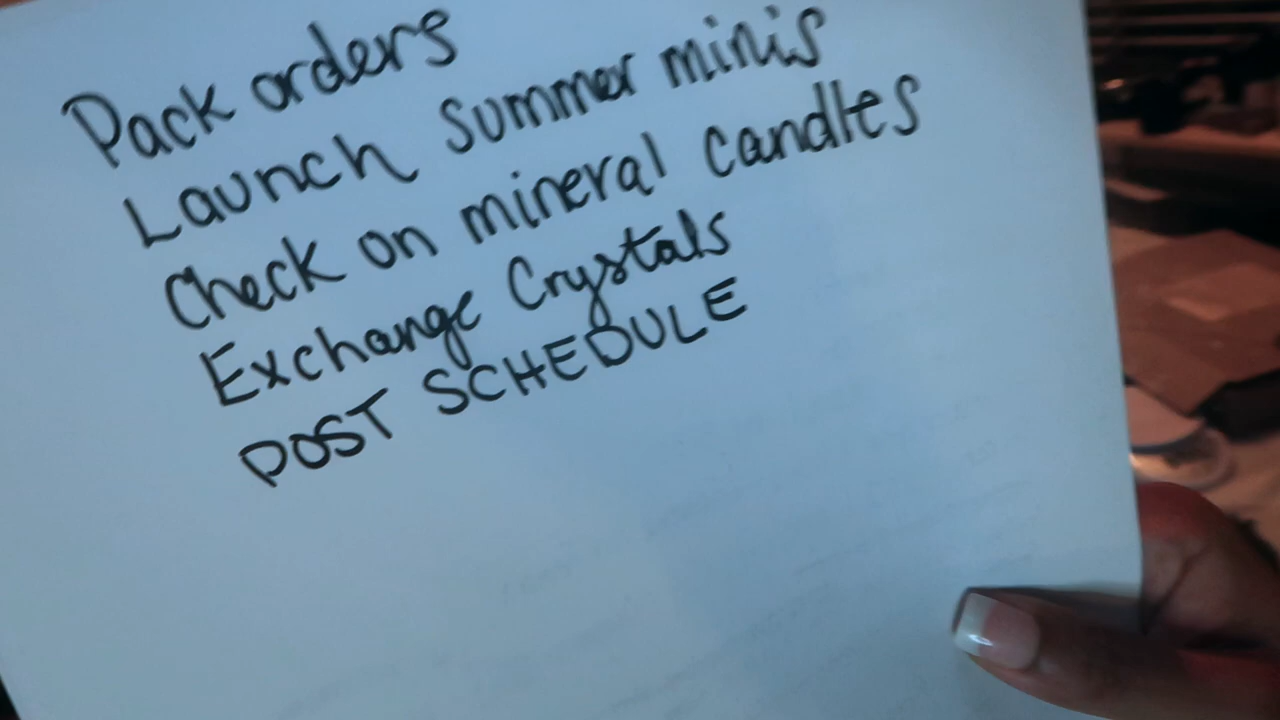 Pack orders
Launch Summer minis
Check on mineral candles
Exchange Crystals
POST SCHEDULE